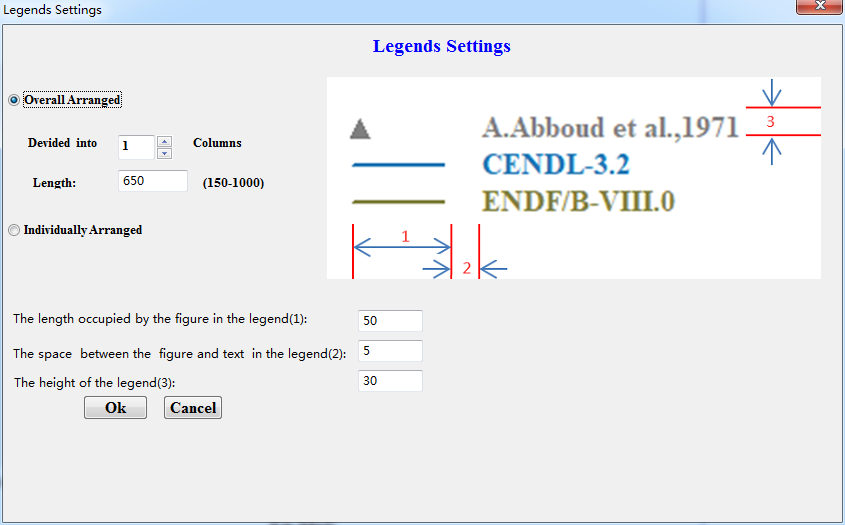 Legends Settings
Legends Settings
Overall Arranged
Devided into 1 Columns
Length: 650 (150-1000)
Individually Arranged
A.Abboud et al.,1971 3
CENDL-3.2
ENDF/B-VIII.0
1
2
The length occupied by the figure in the legend(1): 50
The space between the figure and text in the legend(2): 5
The height of the legend(3): 30
Ok Cancel